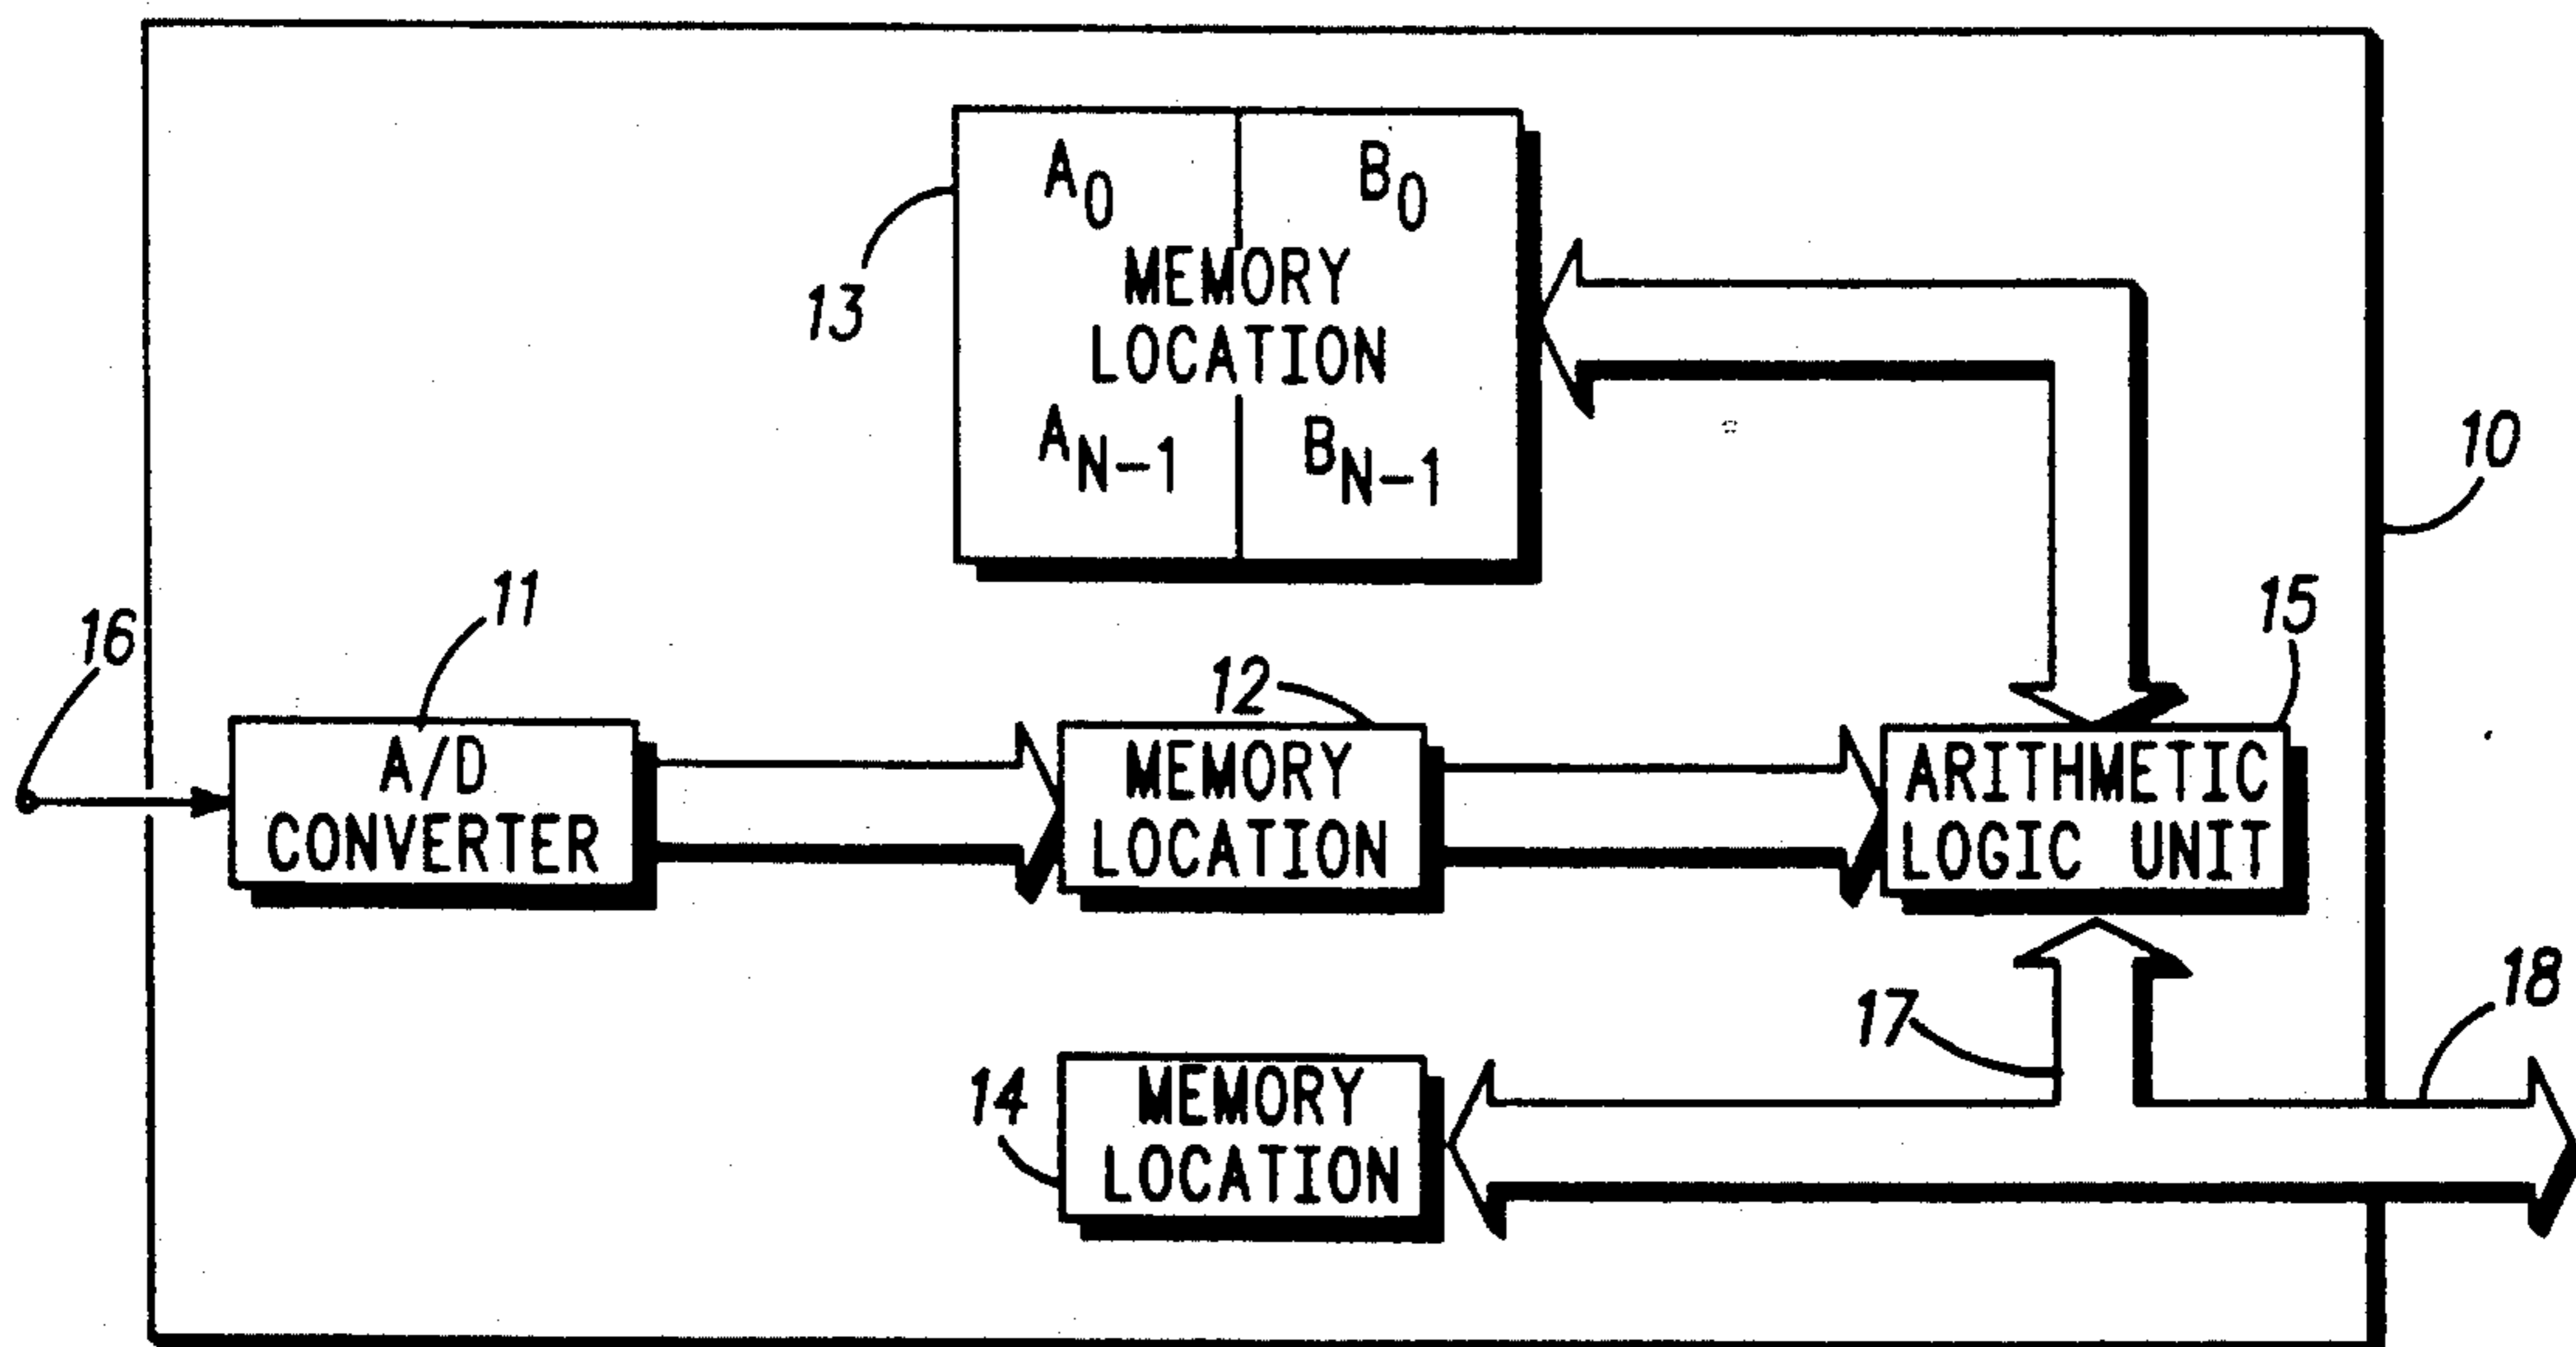 A0 B0
MEMORY
LOCATION
AN-1 BN-1
13
10
11
16
A/D
CONVERTER
12
MEMORY
LOCATION
15
ARITHMETIC
LOGIC UNIT
17
18
14
MEMORY
LOCATION